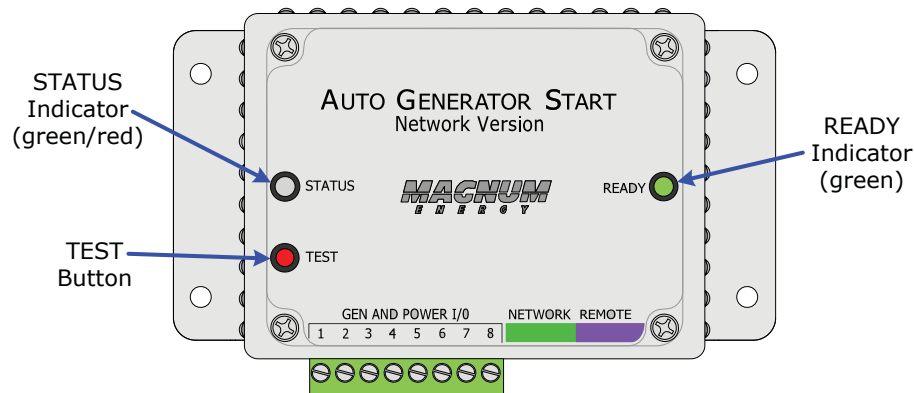 AUTO GENERATOR START
Network Version
STATUS
Indicator
(green/red)
READY
Indicator
(green)
STATUS
MAGNUM
ENERGY
READY
TEST
Button
TEST
GEN AND POWER I/0
NETWORK REMOTE
1 2 3 4 5 6 7 8